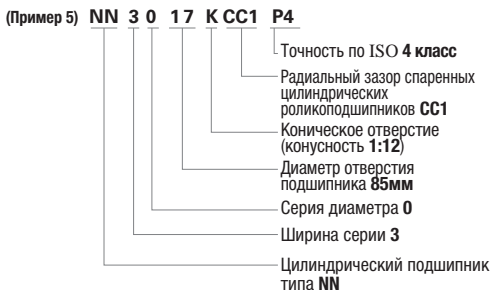 (Пример 5) NN 3 0 17 K CC1 P4
Точность по ISO 4 класс
Радиальный зазор спаренных
цилиндрических
роликоподшипников CC1
Коническое отверстие
(конусность 1:12)
Диаметр отверстия
подшипника 85мм
Серия диаметра 0
Ширина серии 3
Цилиндрический подшипник
типа NN